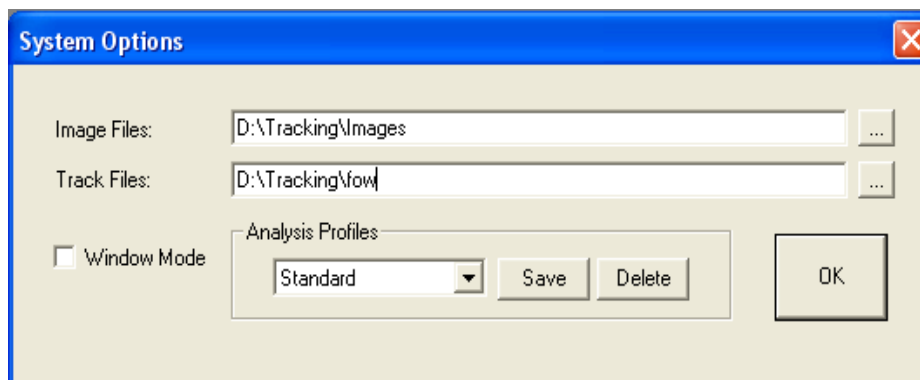 System Options
Image Files: D:\Tracking\Images ...
Track Files: D:\Tracking\fow ...
Window Mode
Analysis Profiles
Standard Save Delete
OK